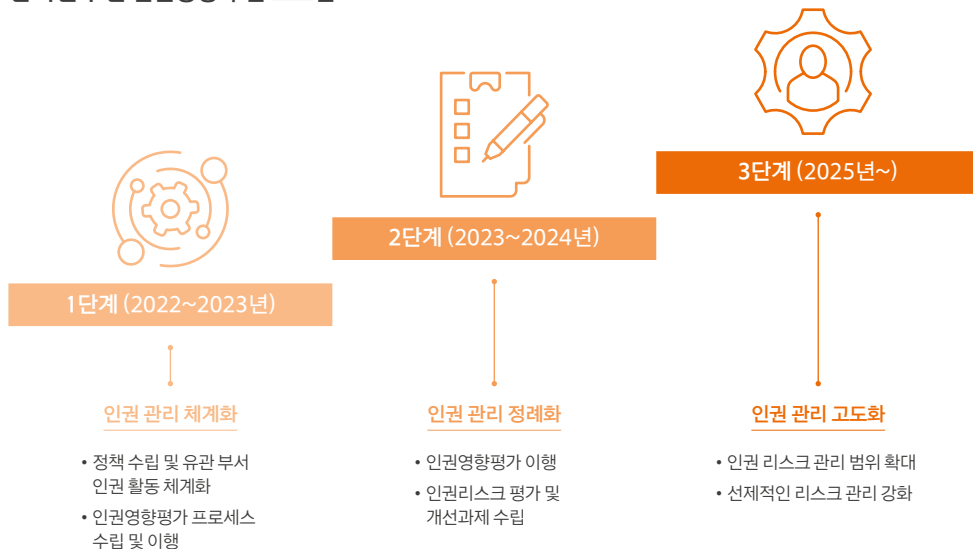 3단계 (2025년~)
2단계 (2023~2024년)
1단계 (2022~2023년)
인권 관리 체계화
• 정책 수립 및 유관 부서
인권 활동 체계화
• 인권영향평가 프로세스
수립 및 이행
인권 관리 정례화
• 인권영향평가 이행
• 인권리스크 평가 및
개선과제 수립
인권 관리 고도화
• 인권 리스크 관리 범위 확대
• 선제적인 리스크 관리 강화